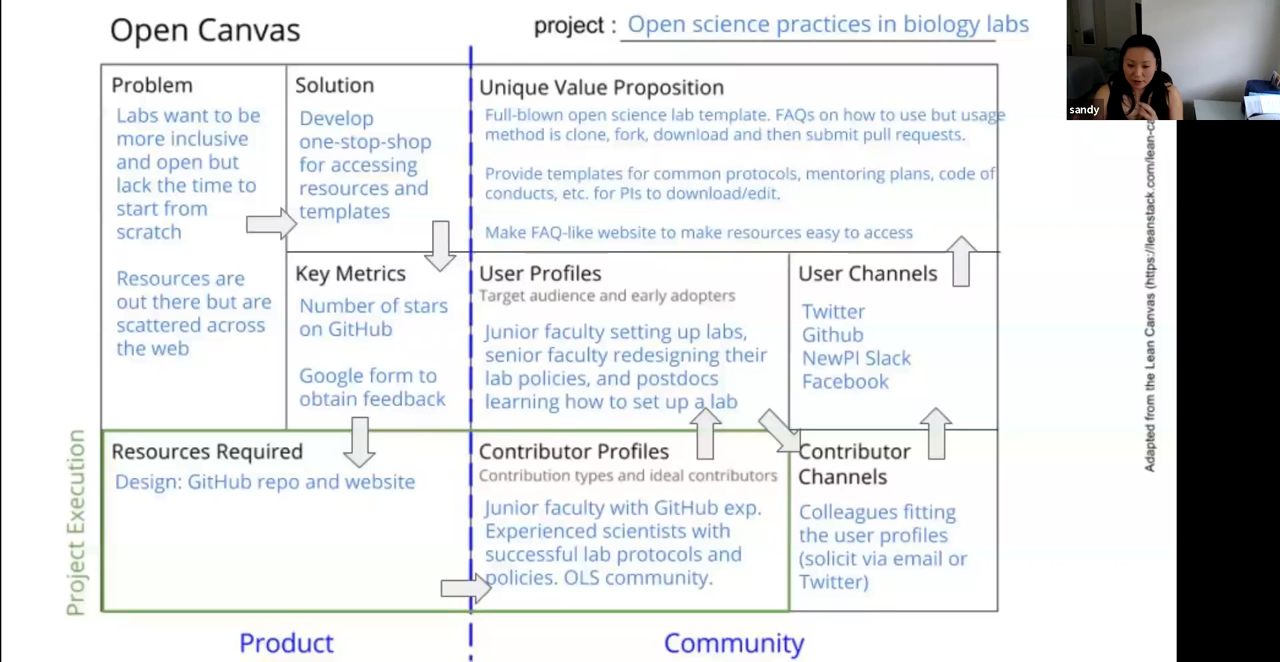 Open Canvas
project : Open science practices in biology labs
Problem
Labs want to be
more inclusive
and open but
lack the time to
start from
scratch
Resources are
out there but are
scattered across
the web
Solution
Develop
one-stop-shop
for accessing
resources and
templates
Key Metrics
Number of stars
on GitHub
Google form to
obtain feedback
Unique Value Proposition
Full-blown open science lab template. FAQs on how to use but usage
method is clone, fork, download and then submit pull requests.
Provide templates for common protocols, mentoring plans, code of
conducts, etc. for PIs to download/edit.
Make FAQ-like website to make resources easy to access
User Profiles
Target audience and early adopters
Junior faculty setting up labs,
senior faculty redesigning their
lab policies, and postdocs
learning how to set up a lab
User Channels
Twitter
Github
NewPI Slack
Facebook
Resources Required
Design: GitHub repo and website
Contributor Profiles
Contribution types and ideal contributors
Junior faculty with GitHub exp.
Experienced scientists with
successful lab protocols and
policies. OLS community.
Contributor
Channels
Colleagues fitting
the user profiles
(solicit via email or
Twitter)
Project Execution
Product
Community
Adapted from the Lean Canvas (https://leanstack.com/lean-ca
sandy